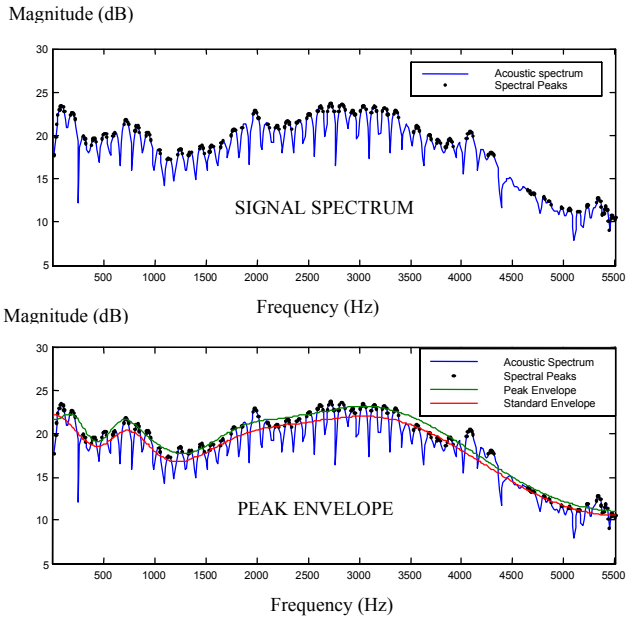 Magnitude (dB)
30
25
20
15
10
5
Acoustic spectrum
Spectral Peaks
SIGNAL SPECTRUM
500 1000 1500 2000 2500 3000 3500 4000 4500 5000 5500
Frequency (Hz)
Magnitude (dB)
30
25
20
15
10
5
Acoustic Spectrum
Spectral Peaks
Peak Envelope
Standard Envelope
PEAK ENVELOPE
500 1000 1500 2000 2500 3000 3500 4000 4500 5000 5500
Frequency (Hz)